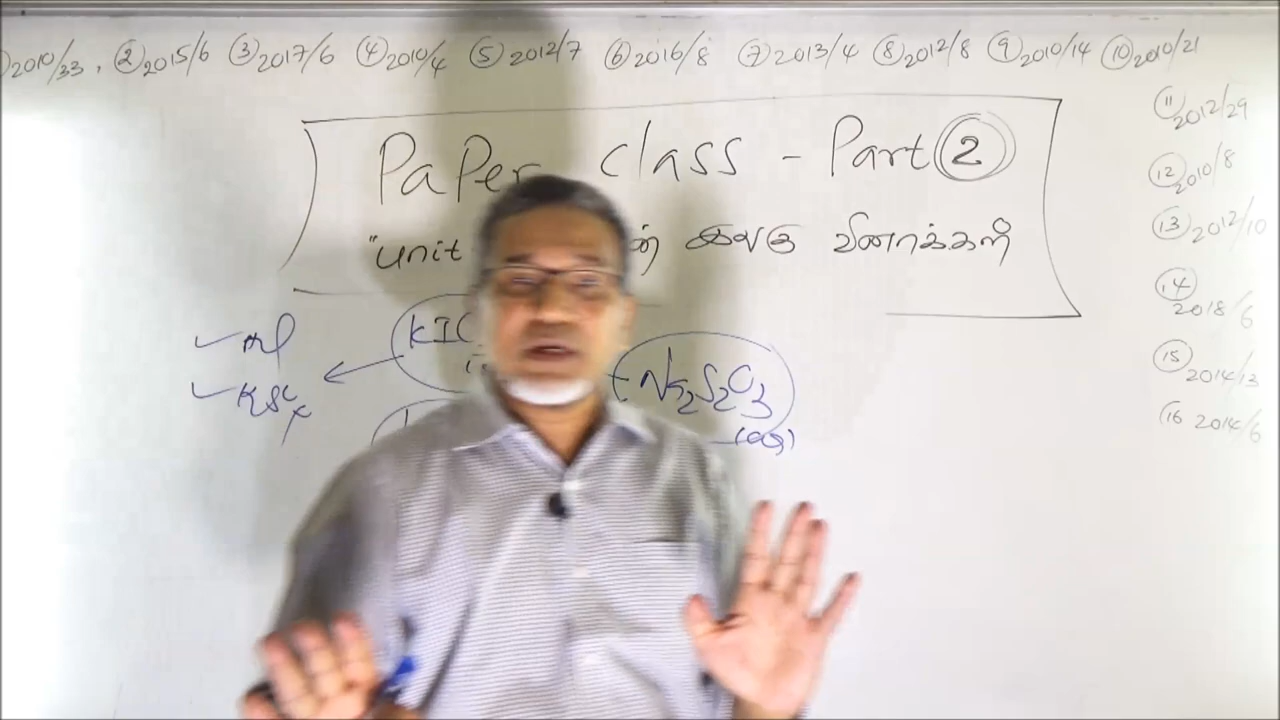 2010/33, ② 2015/6 ③ 2017/6 ④ 2010/4 ⑤ 2012/7 ⑥ 2016/8 ⑦ 2013/4 ⑧ 2012/8 ⑨ 2010/14 ⑩ 2010/21
⑪ 2012/29
⑫ 2010/8
⑬ 2012/10
⑭ 2018/6
⑮ 2014/13
16 2014/6
PaPer class - Part ②
"unit ன் இலகு வினாக்கள்
Na2S2O3
(aq)